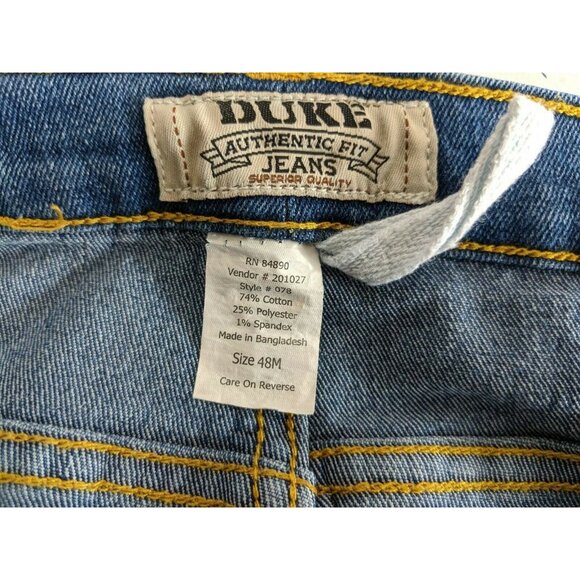 DUKE
AUTHENTIC FIT
JEANS
SUPERIOR QUALITY
RN 84890
Vendor # 201027
Style # 978
74% Cotton
25% Polyester
1% Spandex
Made in Bangladesh
Size 48M
Care On Reverse